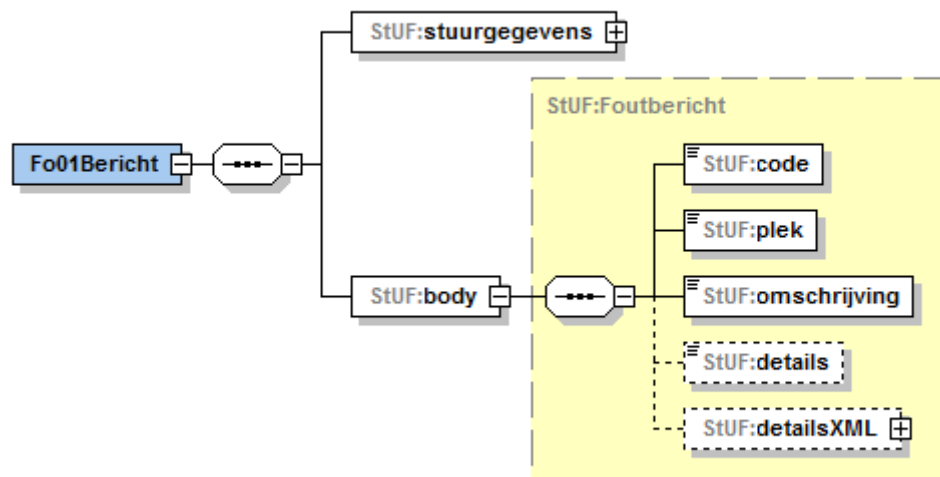 StUF:stuurgegevens
StUF:Foutbericht
Fo01Bericht
StUF:code
StUF:plek
StUF:body
StUF:omschrijving
StUF:details
StUF:detailsXML